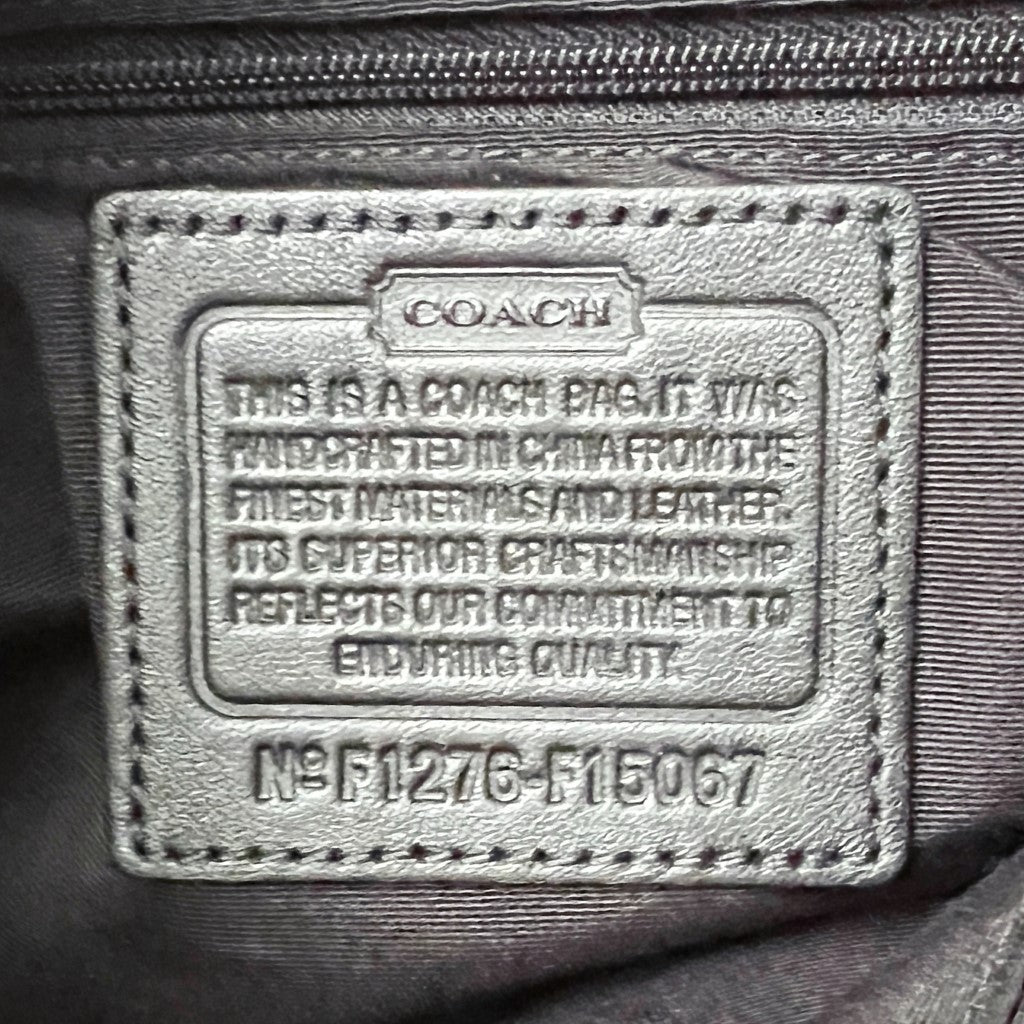 COACH
THIS IS A COACH BAG. IT WAS
HANDCRAFTED IN CHINA FROM THE
FINEST MATERIALS AND LEATHER.
ITS SUPERIOR CRAFTSMANSHIP
REFLECTS OUR COMMITMENT TO
ENDURING QUALITY.
Nº F1276-F15067